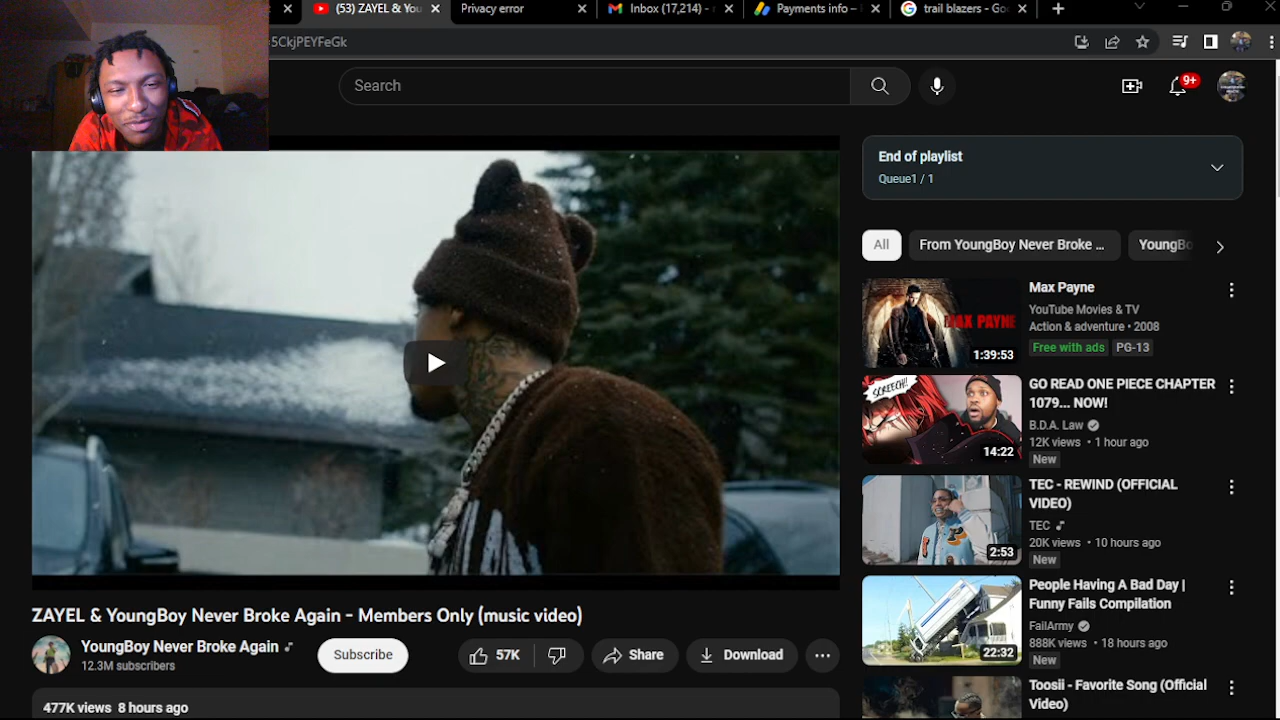 (53) ZAYEL & You
Privacy error
Inbox (17,214) -
Payments info –
trail blazers - Goo
5CkjPEYFeGk
Search
9+
End of playlist
Queue1 / 1
All
From YoungBoy Never Broke ...
YoungBo
Max Payne
YouTube Movies & TV
Action & adventure • 2008
Free with ads PG-13
MAX PAYNE
1:39:53
GO READ ONE PIECE CHAPTER
1079... NOW!
B.D.A. Law
12K views • 1 hour ago
New
SCREECH!!
14:22
TEC - REWIND (OFFICIAL
VIDEO)
TEC
20K views • 10 hours ago
New
2:53
People Having A Bad Day |
Funny Fails Compilation
FailArmy
888K views • 18 hours ago
New
22:32
Toosii - Favorite Song (Official
Video)
ZAYEL & YoungBoy Never Broke Again - Members Only (music video)
YoungBoy Never Broke Again
12.3M subscribers
Subscribe
57K
Share
Download
477K views 8 hours ago